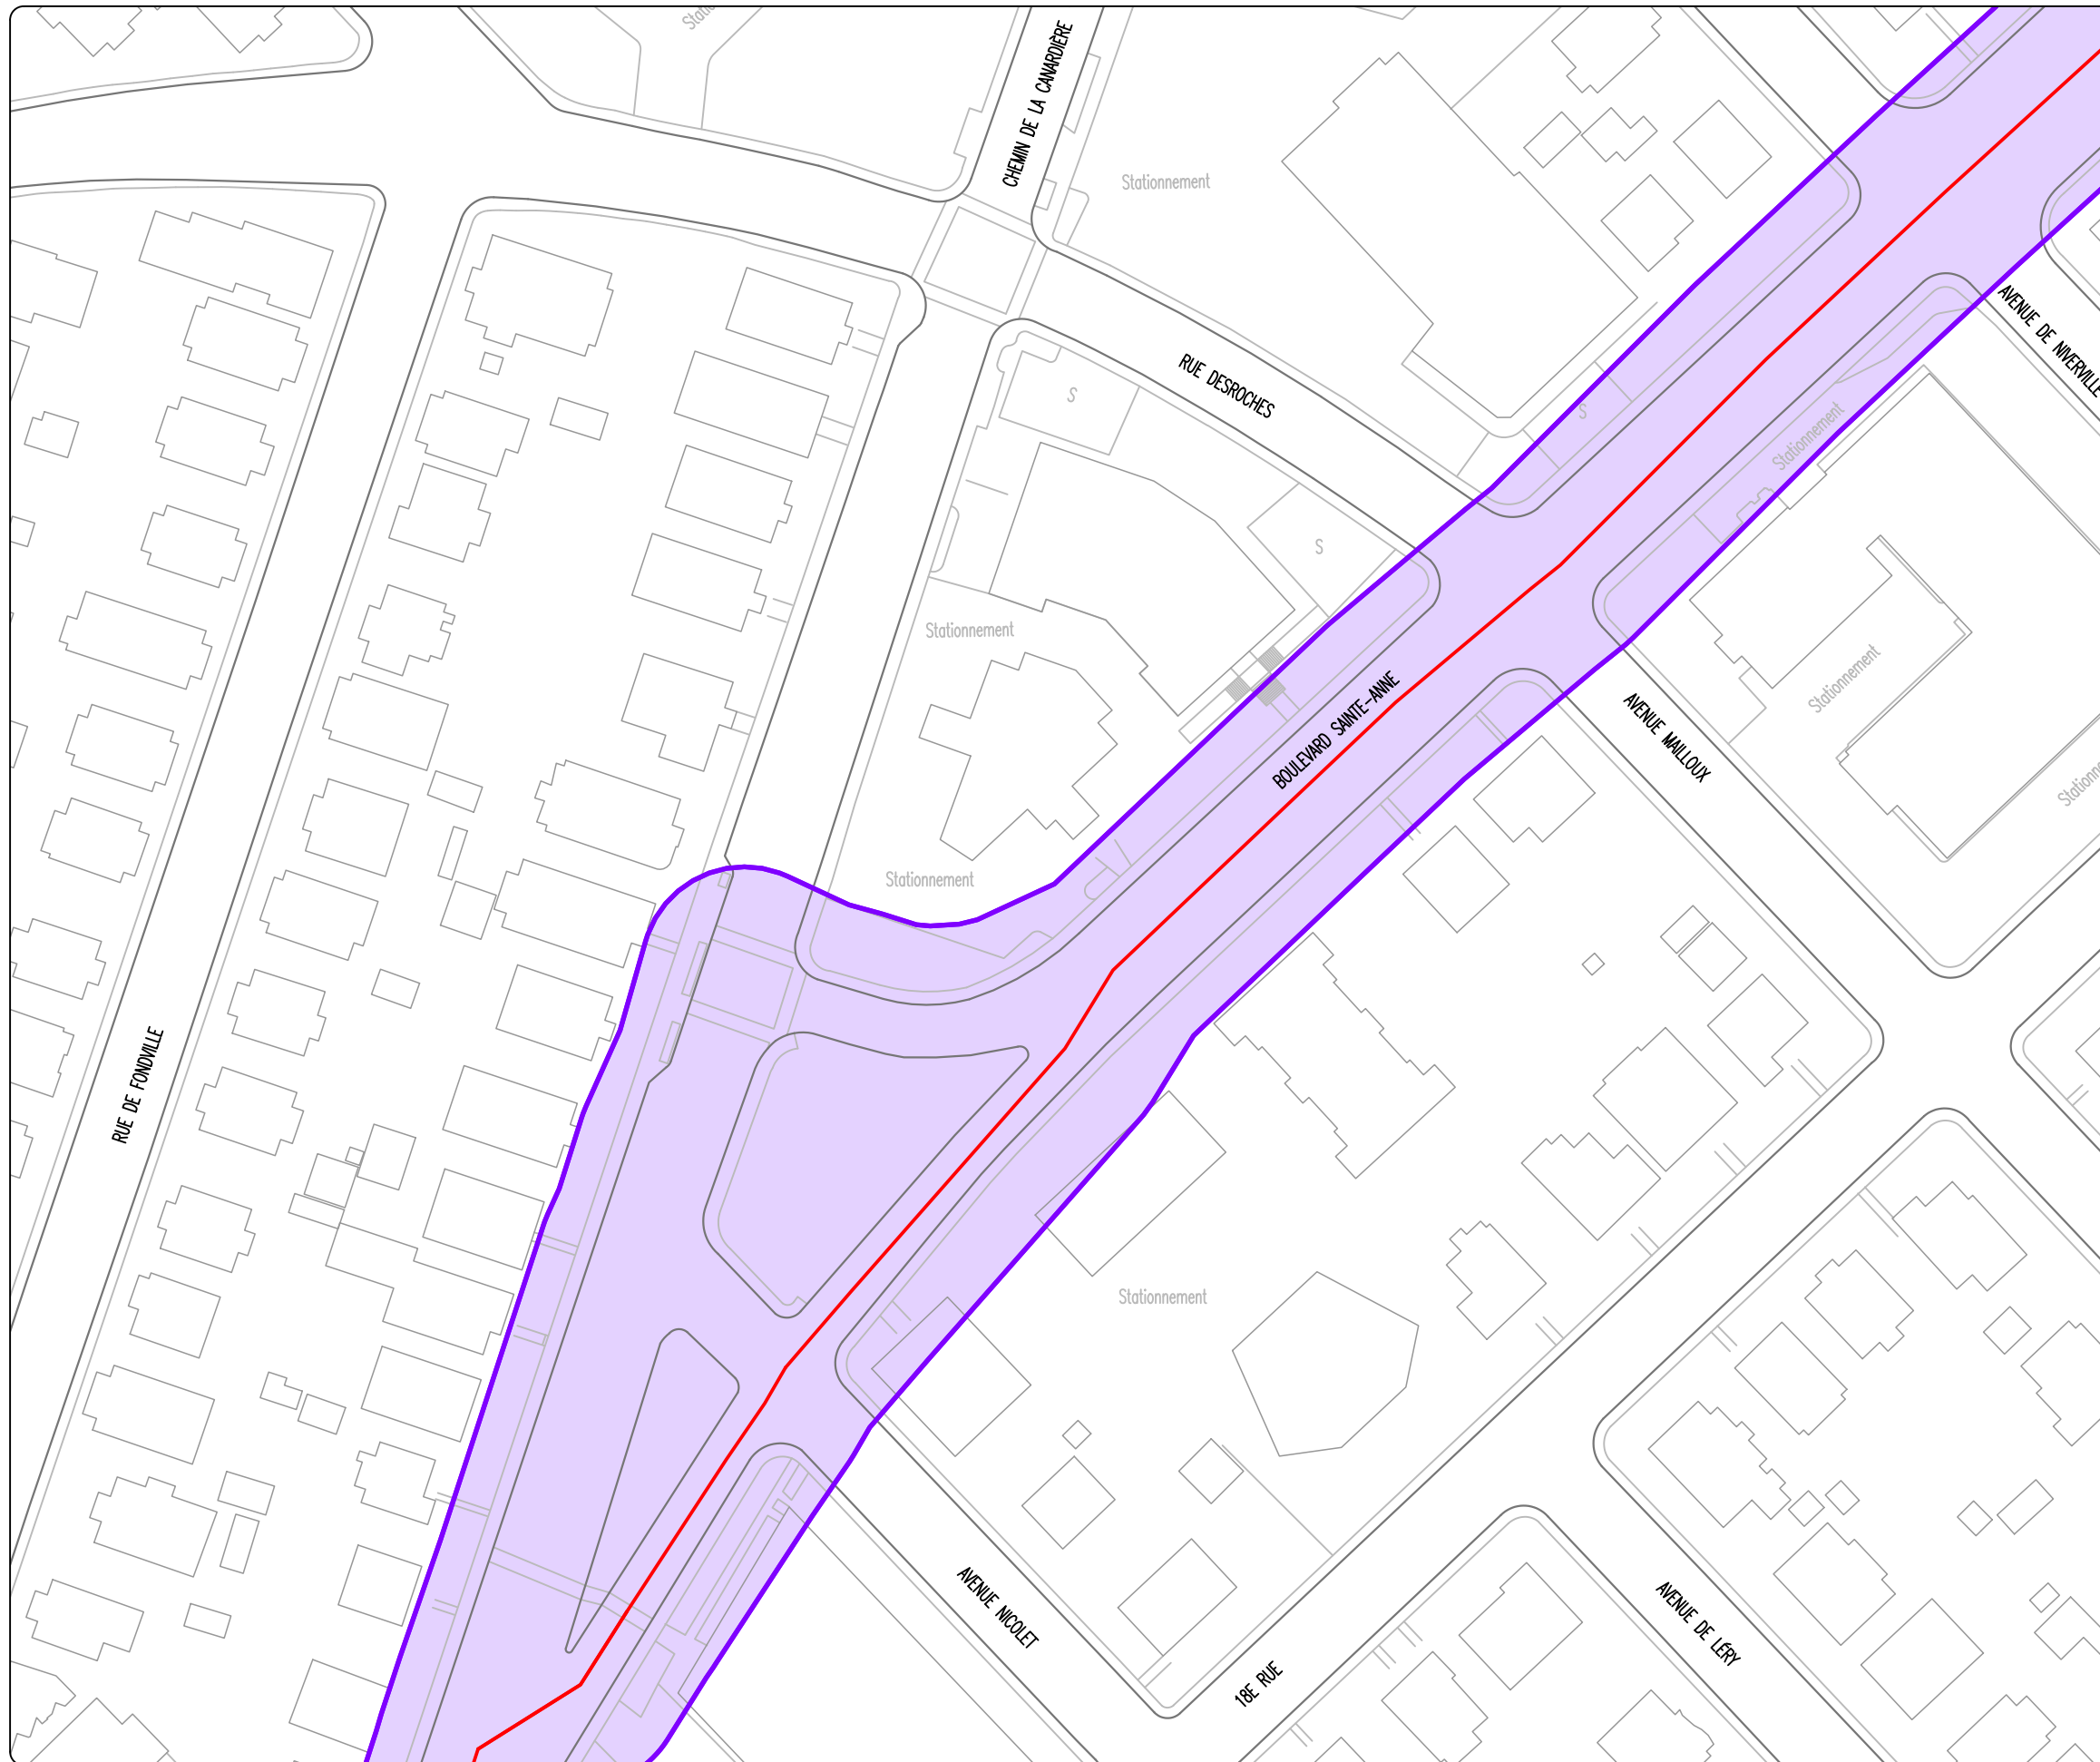 CHEMIN DE LA CANARDIÈRE
Stationnement
AVENUE DE NIVERVILLE
RUE DESROCHES
S
S
Stationnement
S
Stationnement
Stationnement
BOULEVARD SAINTE-ANNE
AVENUE MAILLOUX
Stationnement
RUE DE FONDVILLE
Stationnement
AVENUE NICOLET
18E RUE
AVENUE DE LÉRY